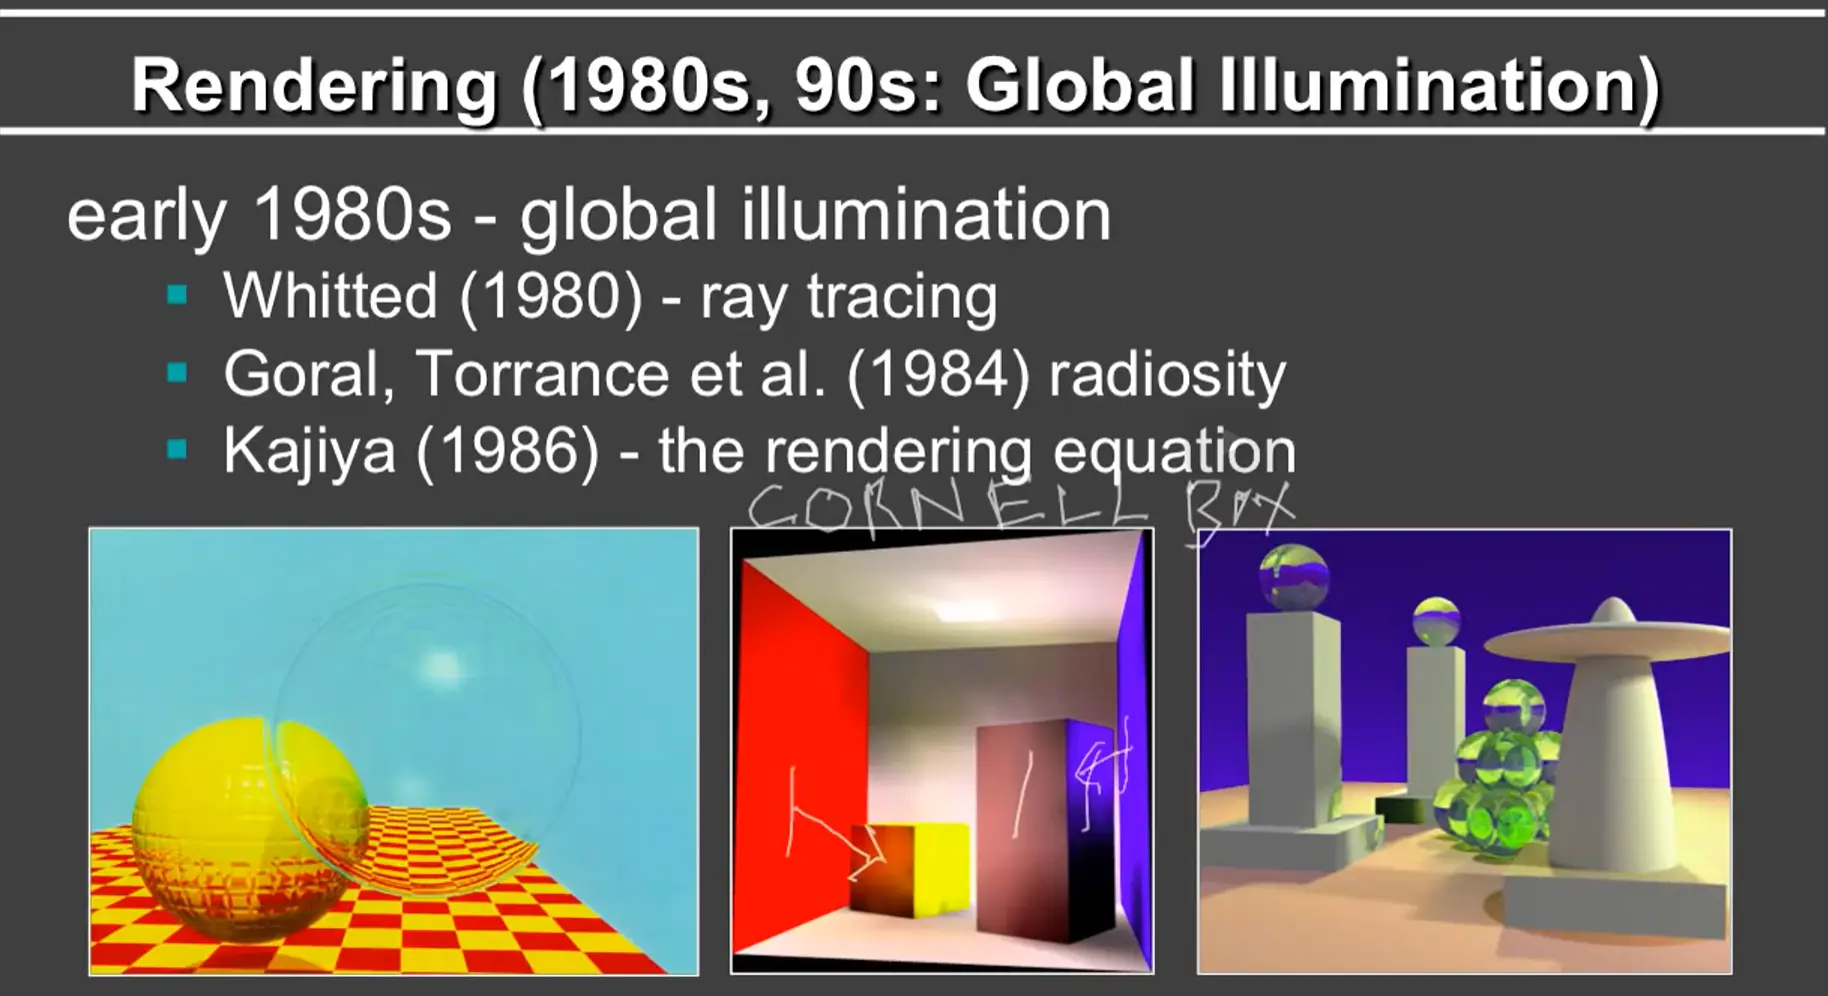 Rendering (1980s, 90s: Global Illumination)
early 1980s - global illumination
Whitted (1980) - ray tracing
Goral, Torrance et al. (1984) radiosity
Kajiya (1986) - the rendering equation
CORNELL BOX